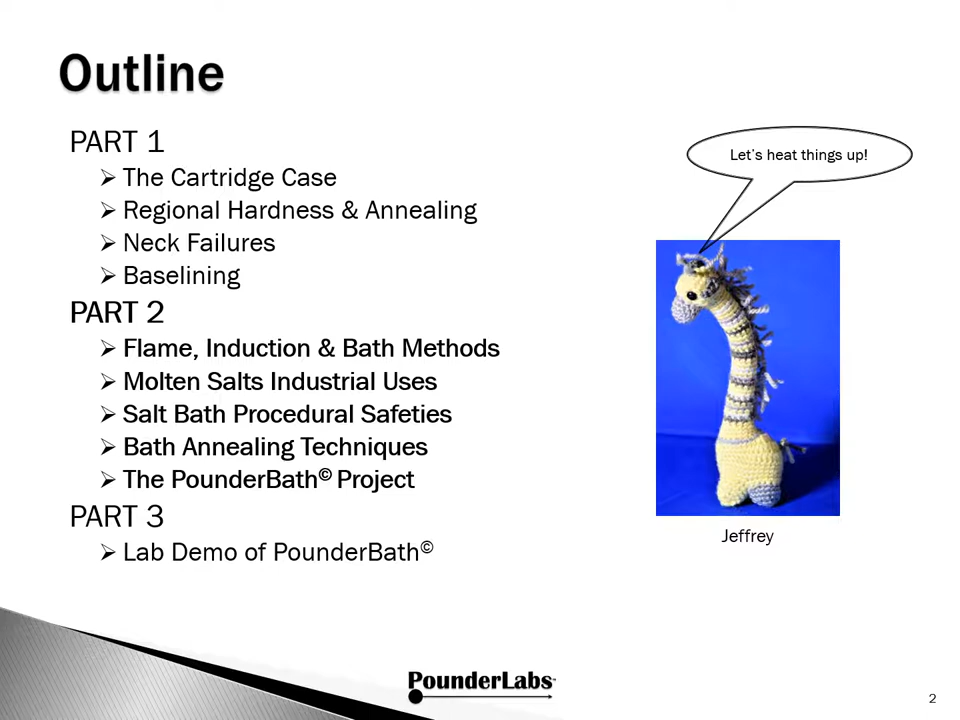 Outline
PART 1
The Cartridge Case
Regional Hardness & Annealing
Neck Failures
Baselining
PART 2
Flame, Induction & Bath Methods
Molten Salts Industrial Uses
Salt Bath Procedural Safeties
Bath Annealing Techniques
The PounderBath© Project
PART 3
Lab Demo of PounderBath©
Let's heat things up!
Jeffrey
PounderLabs™
2